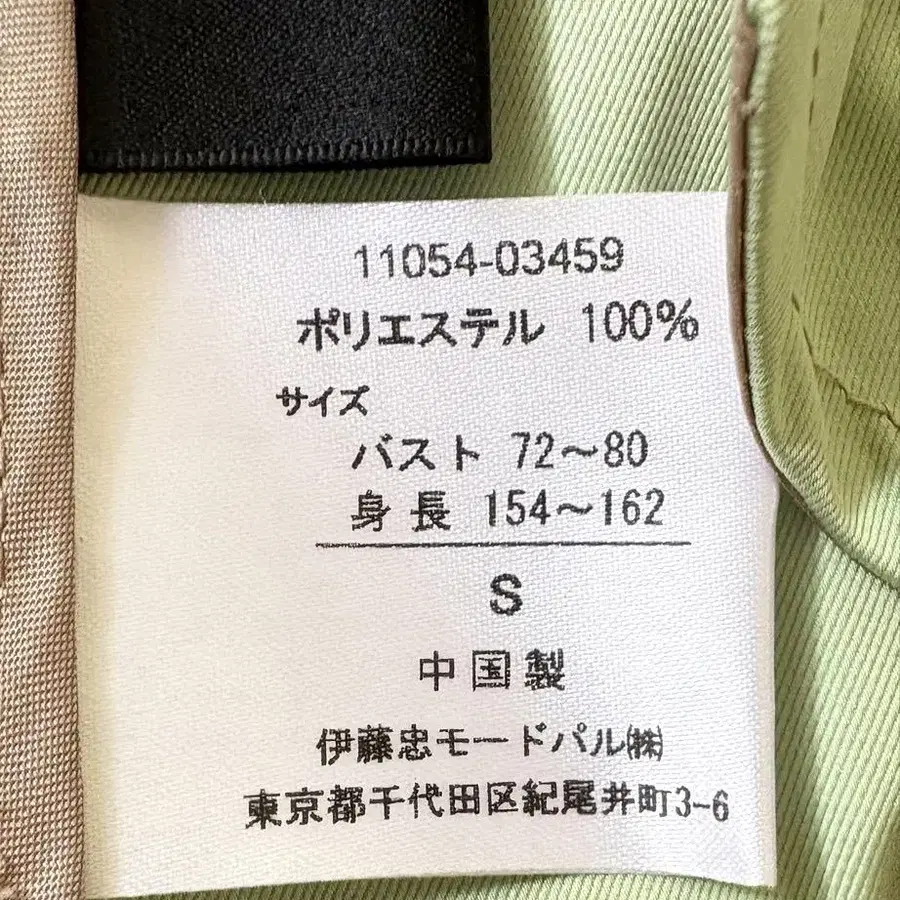 11054-03459
ポリエステル 100%
サイズ
バスト 72〜80
身長 154〜162
S
中国製
伊藤忠モードパル㈱
東京都千代田区紀尾井町3-6